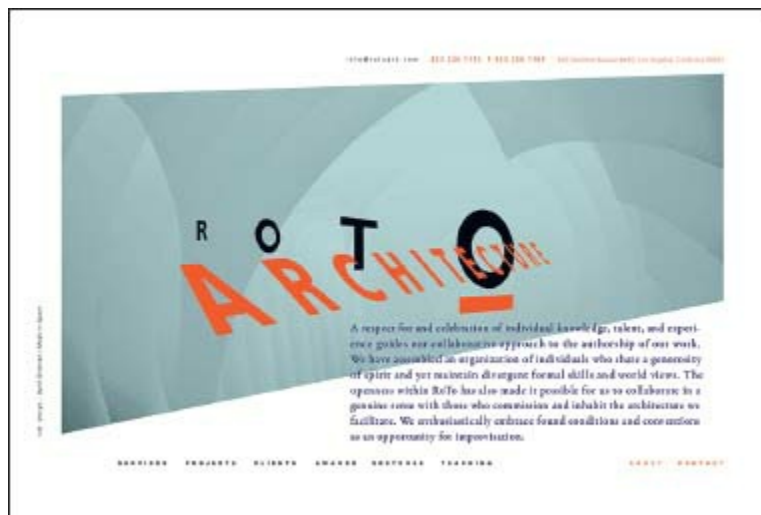 ROTO
ARCHITECTURE
A respect for and celebration of individual knowledge, talent, and experi-
ence guides our collaborative approach to the authorship of our work.
We have assembled an organization of individuals who share a generosity
of spirit and yet maintain divergent formal skills and world views. The
openness within RoTo has also made it possible for us to collaborate in a
genuine sense with those who commission and inhabit the architecture we
facilitate. We enthusiastically embrace found conditions and conventions
as an opportunity for improvisation.
SERVICES PROJECTS CLIENTS AWARDS TEACHING
ABOUT CONTACT